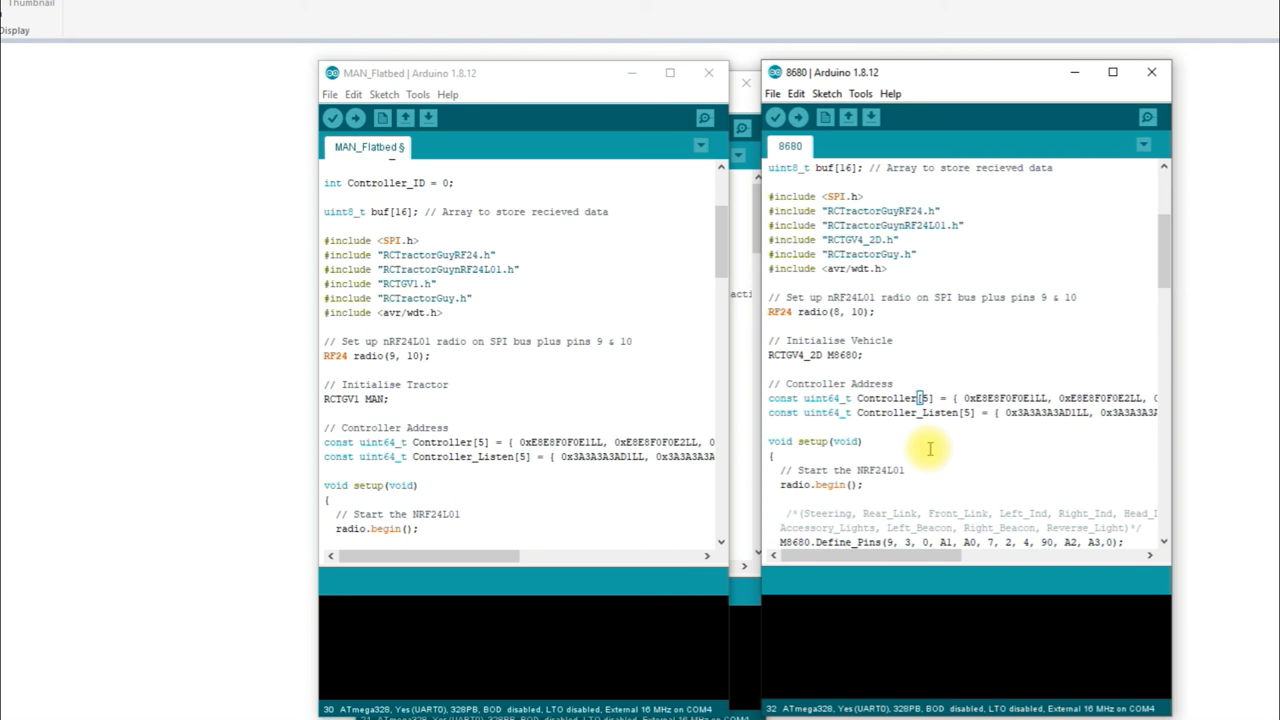 Thumbnail
Display
MAN_Flatbed | Arduino 1.8.12
File Edit Sketch Tools Help
MAN_Flatbed §
int Controller_ID = 0;
uint8_t buf[16]; // Array to store recieved data
#include <SPI.h>
#include "RCTractorGuyRF24.h"
#include "RCTractorGuynRF24L01.h"
#include "RCTGV1.h"
#include "RCTractorGuy.h"
#include <avr/wdt.h>
// Set up nRF24L01 radio on SPI bus plus pins 9 & 10
RF24 radio(9, 10);
// Initialise Tractor
RCTGV1 MAN;
// Controller Address
const uint64_t Controller[5] = { 0xE8E8F0F0E1LL, 0xE8E8F0F0E2LL, 0
const uint64_t Controller_Listen[5] = { 0x3A3A3A3AD1LL, 0x3A3A3A3A
void setup(void)
{
// Start the NRF24L01
radio.begin();
30 ATmega328, Yes (UART0), 328PB, BOD disabled, LTO disabled, External 16 MHz on COM4
acti
8680 | Arduino 1.8.12
File Edit Sketch Tools Help
8680
uint8_t buf[16]; // Array to store recieved data
#include <SPI.h>
#include "RCTractorGuyRF24.h"
#include "RCTractorGuynRF24L01.h"
#include "RCTGV4_2D.h"
#include "RCTractorGuy.h"
#include <avr/wdt.h>
// Set up nRF24L01 radio on SPI bus plus pins 9 & 10
RF24 radio(8, 10);
// Initialise Vehicle
RCTGV4_2D M8680;
// Controller Address
const uint64_t Controller[5] = { 0xE8E8F0F0E1LL, 0xE8E8F0F0E2LL, 0
const uint64_t Controller_Listen[5] = { 0x3A3A3A3AD1LL, 0x3A3A3A3A
void setup(void)
{
// Start the NRF24L01
radio.begin();
/*(Steering, Rear_Link, Front_Link, Left_Ind, Right_Ind, Head_L
Accessory_Lights, Left_Beacon, Right_Beacon, Reverse_Light)*/
M8680.Define_Pins(9, 3, 0, A1, A0, 7, 2, 4, 90, A2, A3,0);
32 ATmega328, Yes (UART0), 328PB, BOD disabled, LTO disabled, External 16 MHz on COM4